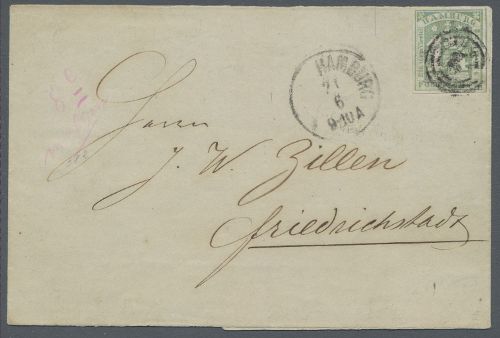 HAMBURG
HAMBURG
21
6
9-10 A
Herrn
J. W. Zillen
Friedrichstadt